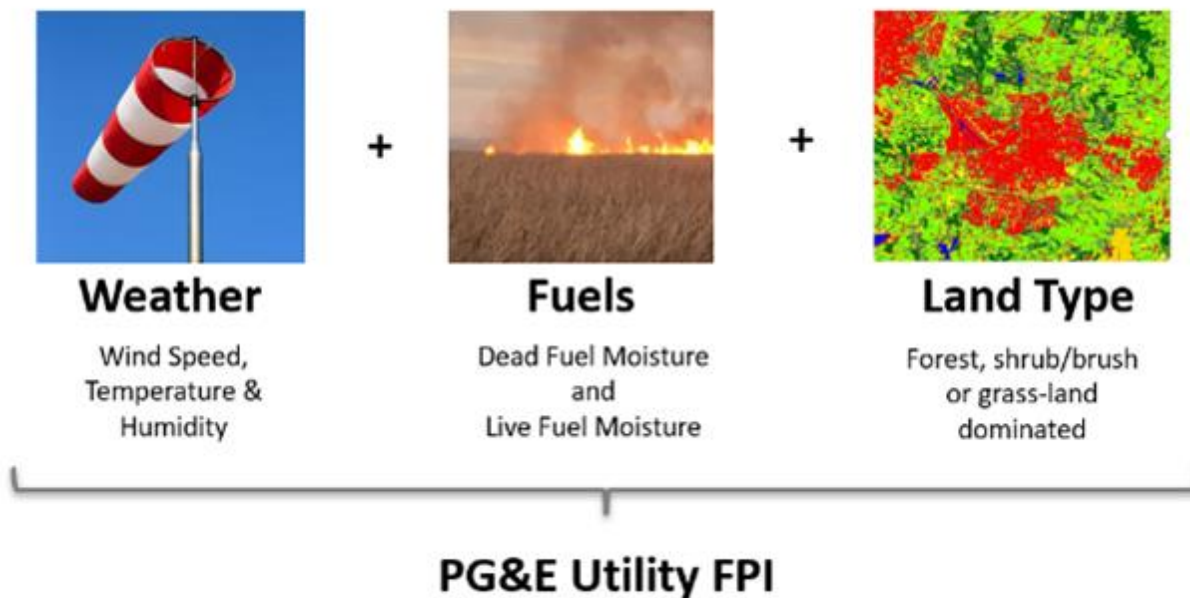 +
+
Weather
Fuels
Land Type
Wind Speed,
Temperature &
Humidity
Dead Fuel Moisture
and
Live Fuel Moisture
Forest, shrub/brush
or grass-land
dominated
PG&E Utility FPI